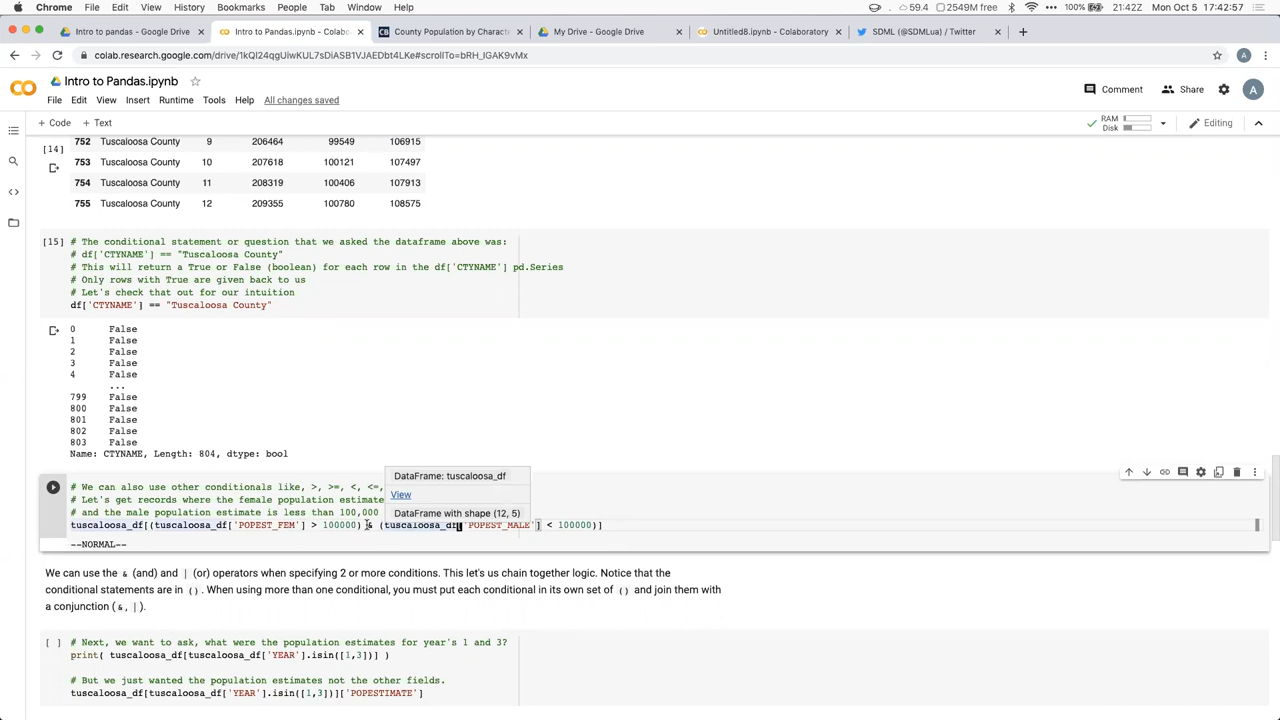 Chrome File Edit View History Bookmarks People Tab Window Help 59.4 2549M free 100% 21:42Z Mon Oct 5 17:42:57
Intro to pandas - Google Drive Intro to Pandas.ipynb - Colabo County Population by Charact My Drive - Google Drive Untitled8.ipynb - Colaboratory SDML (@SDMLua) / Twitter
colab.research.google.com/drive/1kQl24qUiwKUL7sDiASB1VJAEDbt4LKe#scrollTo=bRH_lGAK9vMx A
Intro to Pandas.ipynb
File Edit View Insert Runtime Tools Help All changes saved Comment Share A
+ Code + Text RAM Disk Editing
752 Tuscaloosa County 9 206464 99549 106915
[14]
753 Tuscaloosa County 10 207618 100121 107497
754 Tuscaloosa County 11 208319 100406 107913
755 Tuscaloosa County 12 209355 100780 108575
[15] # The conditional statement or question that we asked the dataframe above was:
# df['CTYNAME'] == "Tuscaloosa County"
# This will return a True or False (boolean) for each row in the df['CTYNAME'] pd.Series
# Only rows with True are given back to us
# Let's check that out for our intuition
df['CTYNAME'] == "Tuscaloosa County"
0 False
1 False
2 False
3 False
4 False
...
799 False
800 False
801 False
802 False
803 False
Name: CTYNAME, Length: 804, dtype: bool
DataFrame: tuscaloosa_df
View
DataFrame with shape (12, 5)
# We can also use other conditions like, >, >=, <, <=,
# Let's get records where the female population estimate
# and the male population estimate is less than 100,000
tuscaloosa_df[(tuscaloosa_df['POPEST_FEM'] > 100000) & (tuscaloosa_df['POPEST_MALE'] < 100000)]
--NORMAL--
We can use the & (and) and | (or) operators when specifying 2 or more conditions. This let's us chain together logic. Notice that the
conditional statements are in (). When using more than one conditional, you must put each conditional in its own set of () and join them with
a conjunction (&, |).
[ ] # Next, we want to ask, what were the population estimates for year's 1 and 3?
print( tuscaloosa_df[tuscaloosa_df['YEAR'].isin([1,3])] )
# But we just wanted the population estimates not the other fields.
tuscaloosa_df[tuscaloosa_df['YEAR'].isin([1,3])]['POPESTIMATE']